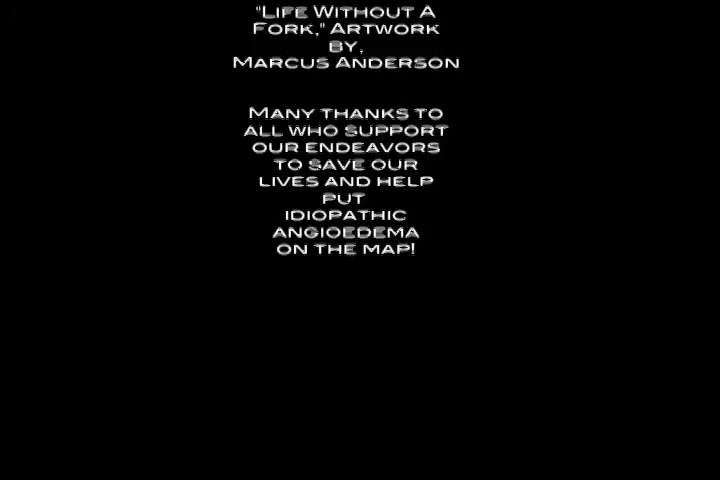 "Life Without A
Fork," Artwork
by,
Marcus Anderson
Many thanks to
all who support
our endeavors
to save our
lives and help
put
idiopathic
angioedema
on the map!